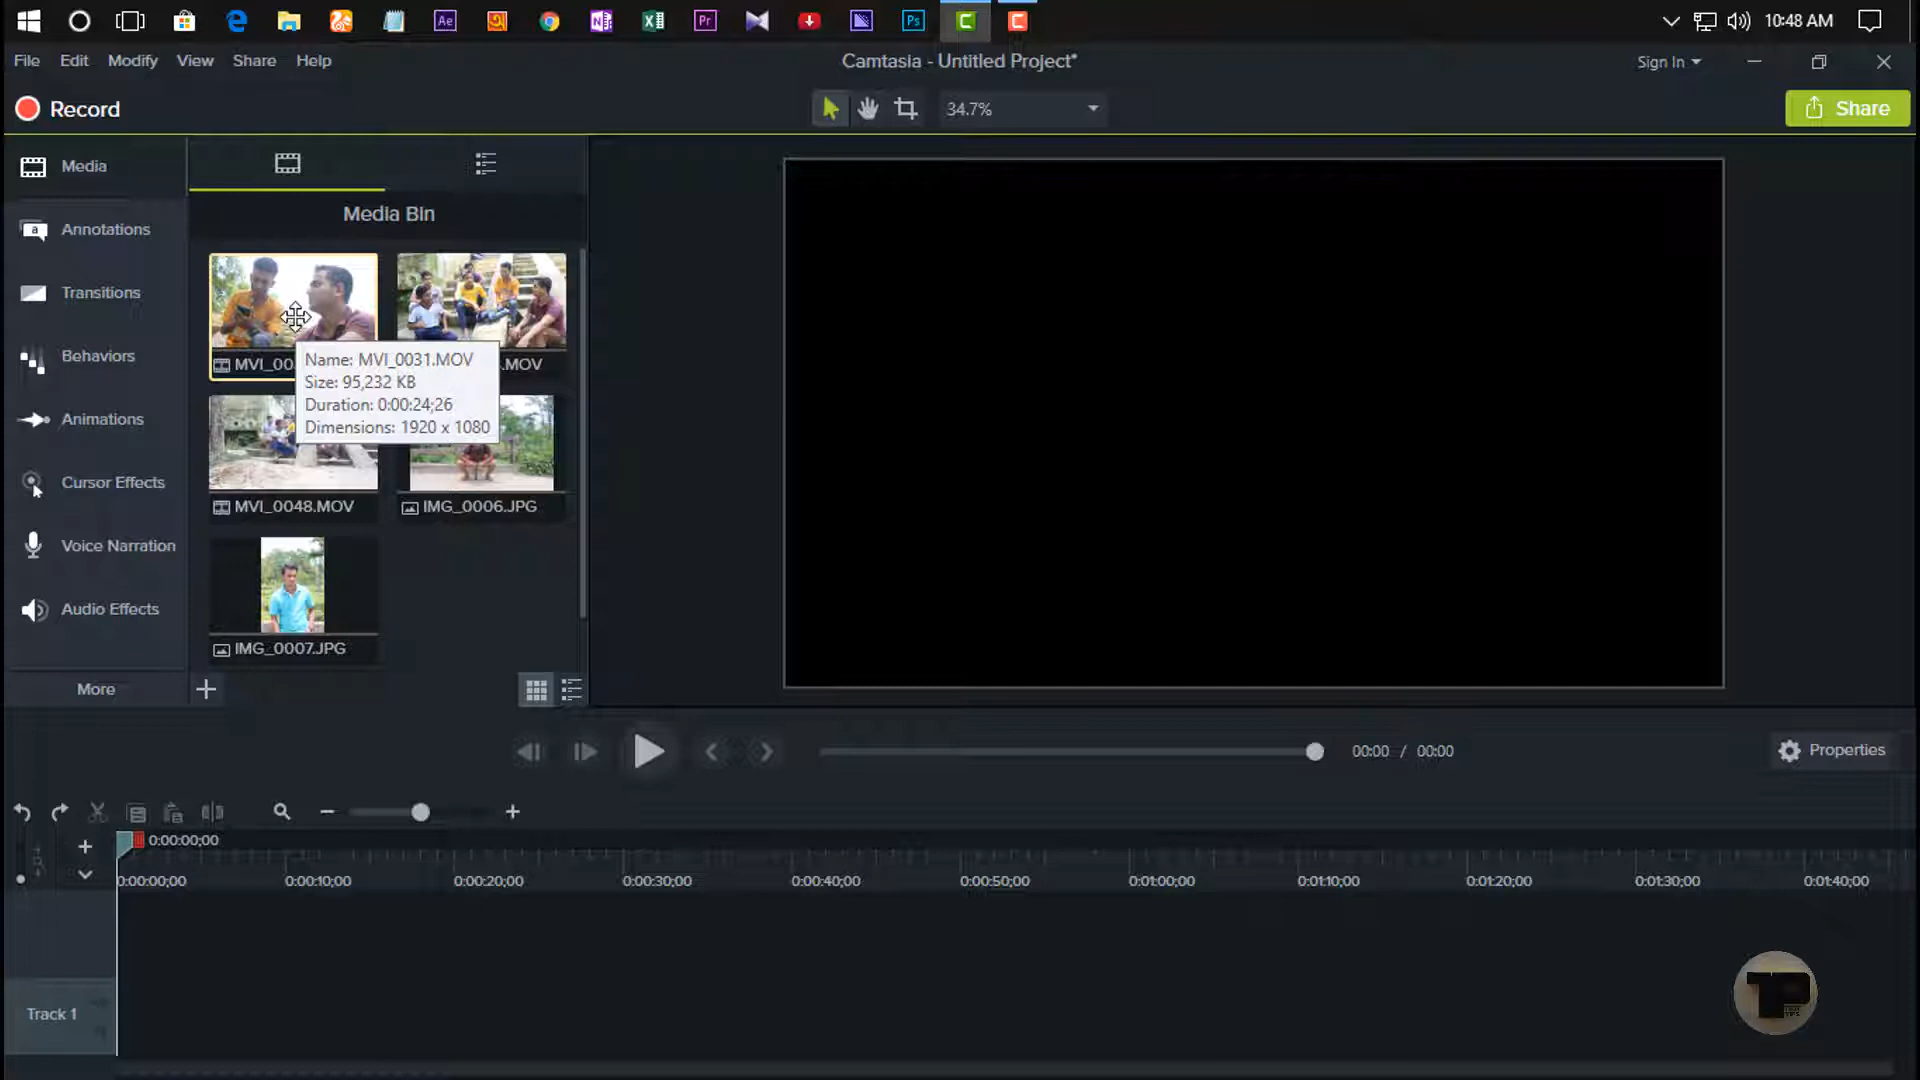 Ae
N
X
Pr
Ps
C
C
10:48 AM
File Edit Modify View Share Help
Camtasia - Untitled Project*
Sign In
Record
34.7%
Share
Media
Media Bin
a
Annotations
Transitions
MVI_00
.MOV
Name: MVI_0031.MOV
Size: 95,232 KB
Duration: 0:00:24;26
Dimensions: 1920 x 1080
Behaviors
Animations
Cursor Effects
MVI_0048.MOV
IMG_0006.JPG
Voice Narration
Audio Effects
IMG_0007.JPG
More
00:00 / 00:00
Properties
0:00:00;00
0:00:00;00 0:00:10;00 0:00:20;00 0:00:30;00 0:00:40;00 0:00:50;00 0:01:00;00 0:01:10;00 0:01:20;00 0:01:30;00 0:01:40;00
Track 1
TP